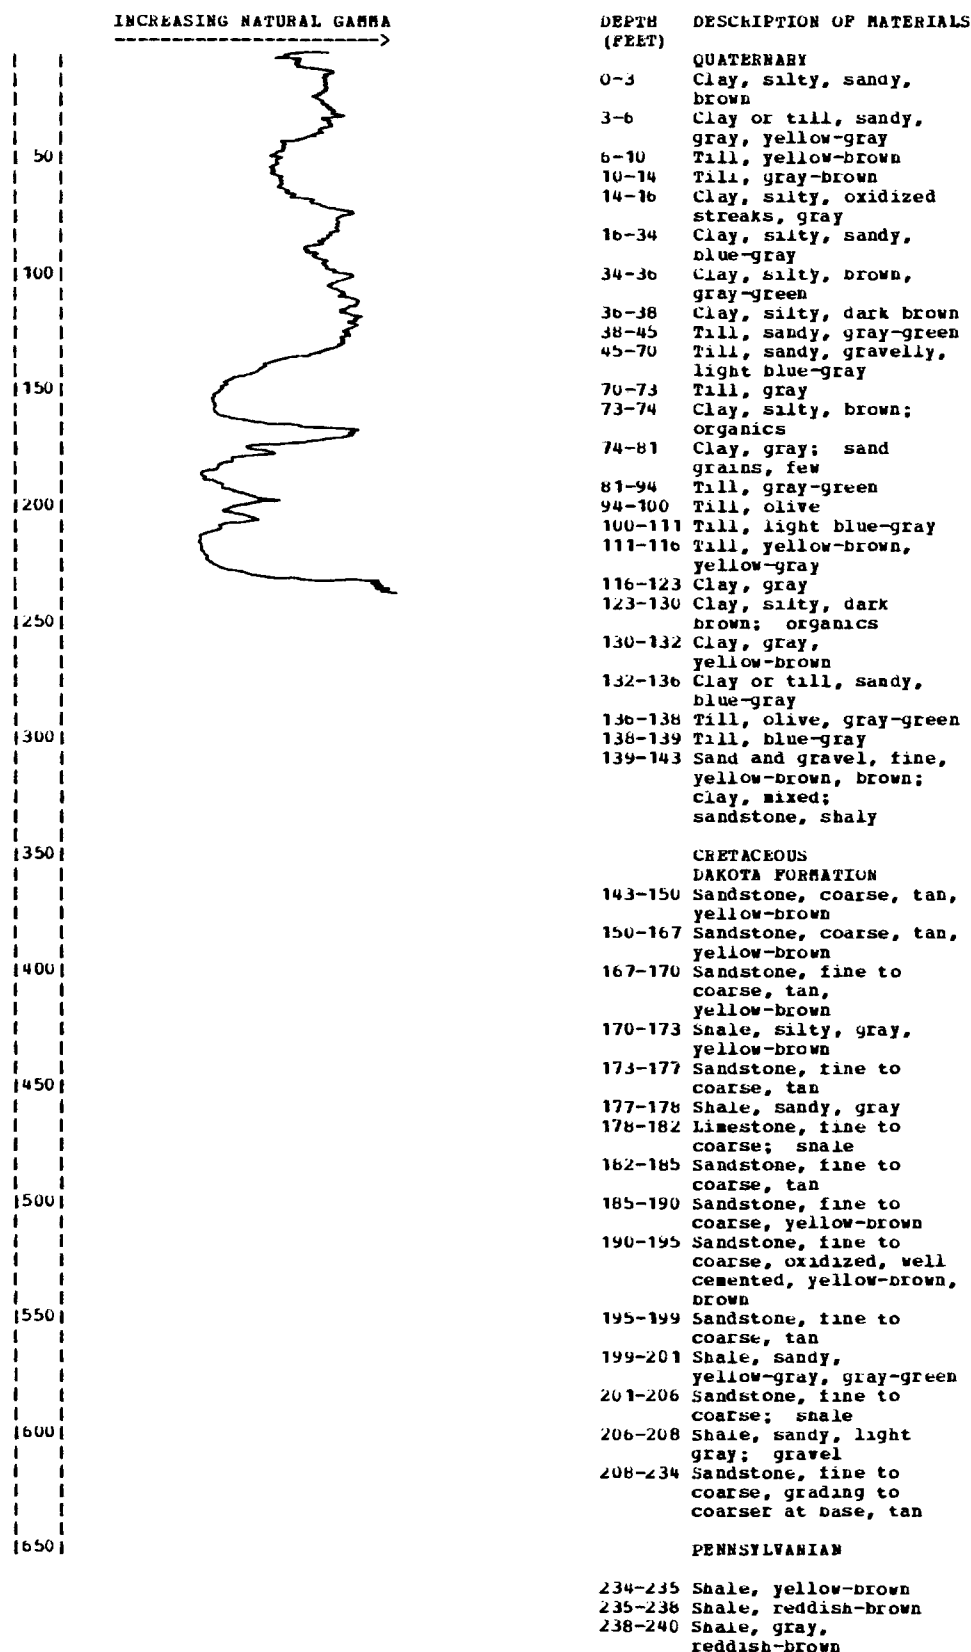 INCREASING NATURAL GAMMA
-------------------------->
50
100
150
200
250
300
350
400
450
500
550
600
650
DEPTH DESCRIPTION OF MATERIALS
(FEET)
QUATERNARY
0-3 Clay, silty, sandy,
brown
3-6 Clay or till, sandy,
gray, yellow-gray
6-10 Till, yellow-brown
10-14 Till, gray-brown
14-16 Clay, silty, oxidized
streaks, gray
16-34 Clay, silty, sandy,
blue-gray
34-36 Clay, silty, brown,
gray-green
36-38 Clay, silty, dark brown
38-45 Till, sandy, gray-green
45-70 Till, sandy, gravelly,
light blue-gray
70-73 Till, gray
73-74 Clay, silty, brown;
organics
74-81 Clay, gray; sand
grains, few
81-94 Till, gray-green
94-100 Till, olive
100-111 Till, light blue-gray
111-116 Till, yellow-brown,
yellow-gray
116-123 Clay, gray
123-130 Clay, silty, dark
brown; organics
130-132 Clay, gray,
yellow-brown
132-136 Clay or till, sandy,
blue-gray
136-138 Till, olive, gray-green
138-139 Till, blue-gray
139-143 Sand and gravel, fine,
yellow-brown, brown;
clay, mixed;
sandstone, shaly
CRETACEOUS
DAKOTA FORMATION
143-150 Sandstone, coarse, tan,
yellow-brown
150-167 Sandstone, coarse, tan,
yellow-brown
167-170 Sandstone, fine to
coarse, tan,
yellow-brown
170-173 Shale, silty, gray,
yellow-brown
173-177 Sandstone, fine to
coarse, tan
177-178 Shale, sandy, gray
178-182 Limestone, fine to
coarse; shale
182-185 Sandstone, fine to
coarse, tan
185-190 Sandstone, fine to
coarse, yellow-brown
190-195 Sandstone, fine to
coarse, oxidized, well
cemented, yellow-brown,
brown
195-199 Sandstone, fine to
coarse, tan
199-201 Shale, sandy,
yellow-gray, gray-green
201-206 Sandstone, fine to
coarse; shale
206-208 Shale, sandy, light
gray; gravel
208-234 Sandstone, fine to
coarse, grading to
coarser at base, tan
PENNSYLVANIAN
234-235 Shale, yellow-brown
235-238 Shale, reddish-brown
238-240 Shale, gray,
reddish-brown